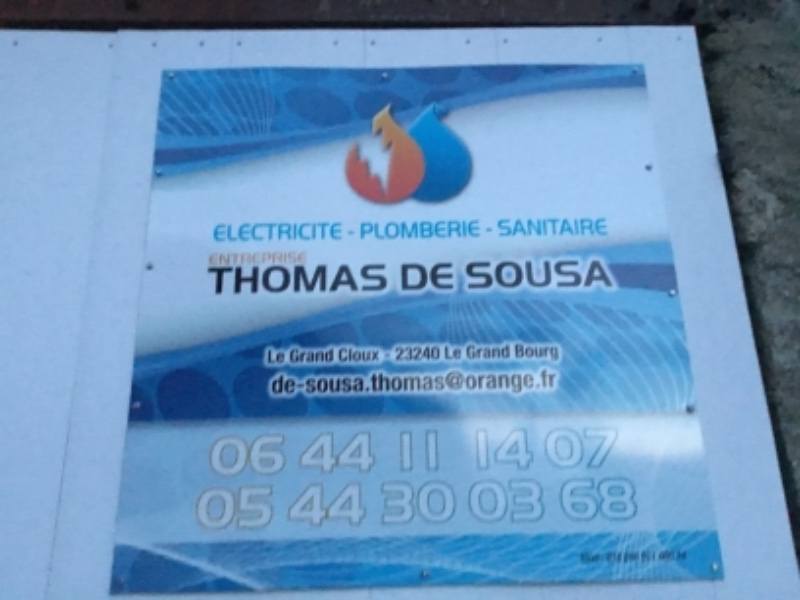 ELECTRICITE - PLOMBERIE - SANITAIRE
ENTREPRISE
THOMAS DE SOUSA
Le Grand Cloux - 23240 Le Grand Bourg
de-sousa.thomas@orange.fr
06 44 11 14 07
05 44 30 03 68